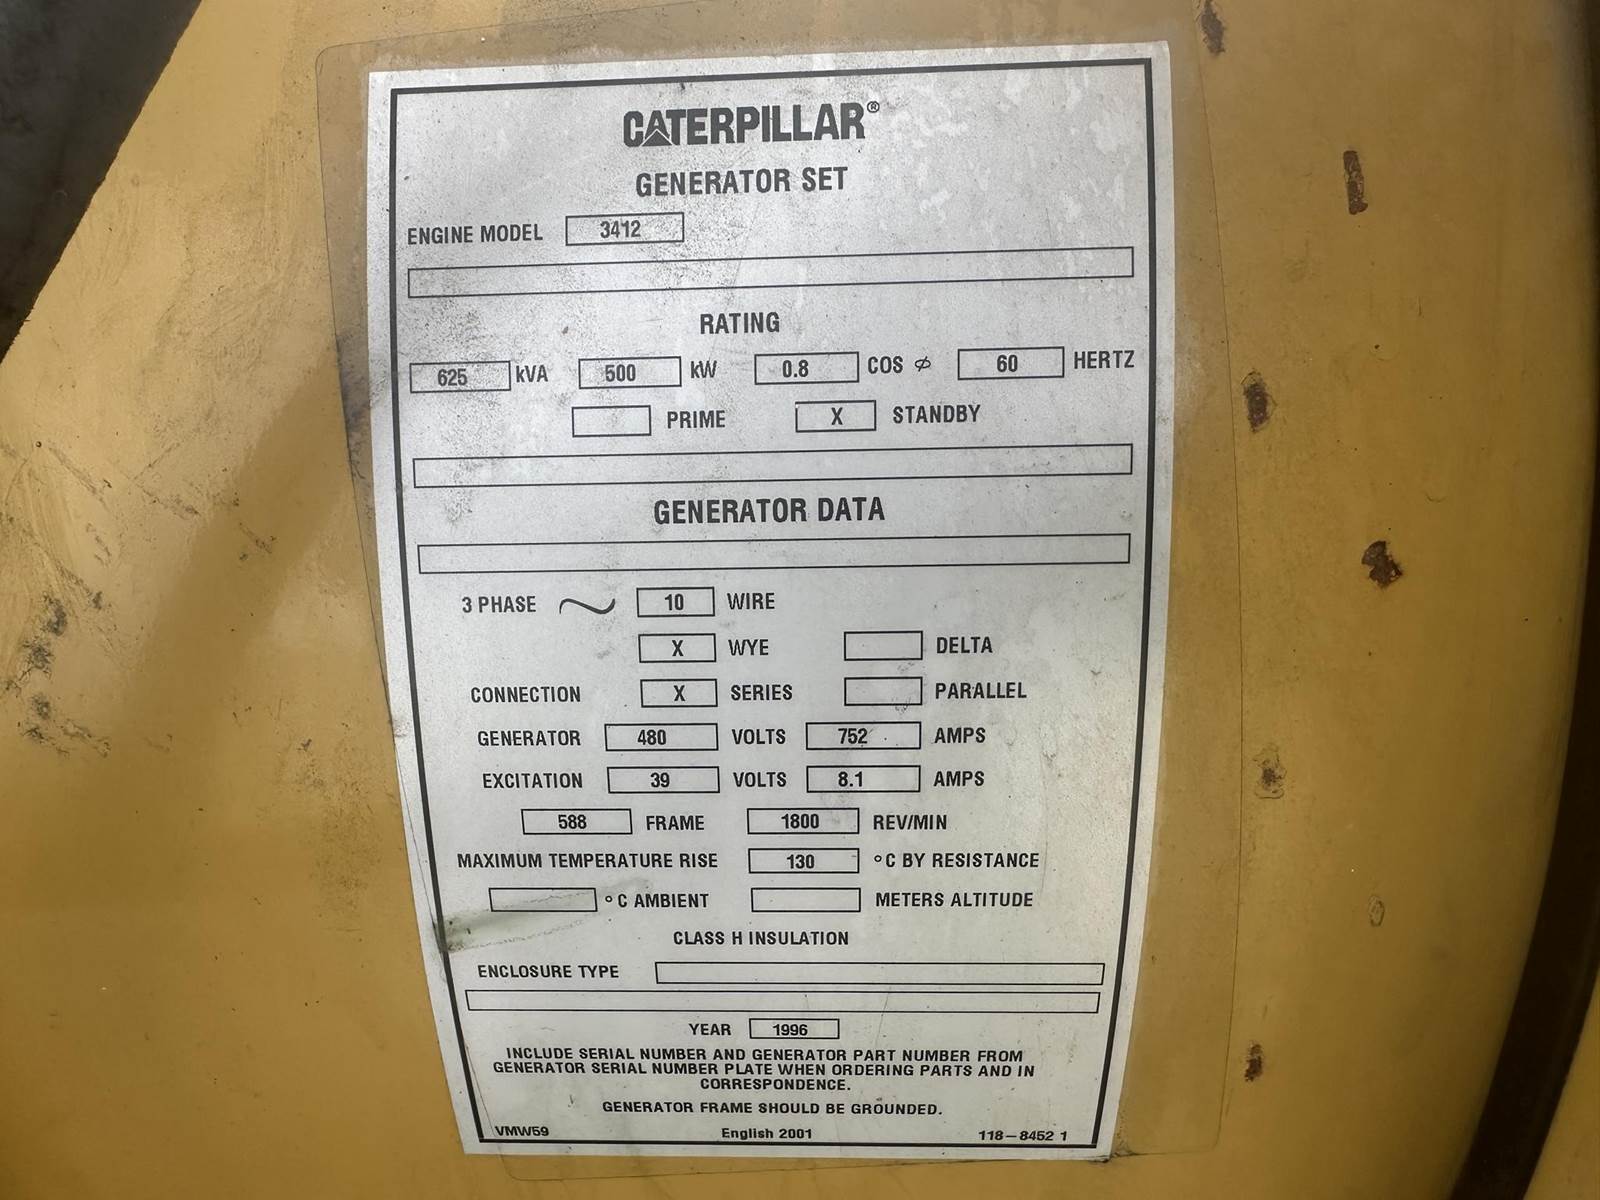 CATERPILLAR®
GENERATOR SET
ENGINE MODEL 3412
RATING
625 kVA 500 kW 0.8 COS ϕ 60 HERTZ
PRIME X STANDBY
GENERATOR DATA
3 PHASE ~ 10 WIRE
X WYE DELTA
CONNECTION X SERIES PARALLEL
GENERATOR 480 VOLTS 752 AMPS
EXCITATION 39 VOLTS 8.1 AMPS
588 FRAME 1800 REV/MIN
MAXIMUM TEMPERATURE RISE 130 °C BY RESISTANCE
°C AMBIENT METERS ALTITUDE
CLASS H INSULATION
ENCLOSURE TYPE
YEAR 1996
INCLUDE SERIAL NUMBER AND GENERATOR PART NUMBER FROM
GENERATOR SERIAL NUMBER PLATE WHEN ORDERING PARTS AND IN
CORRESPONDENCE.
GENERATOR FRAME SHOULD BE GROUNDED.
VMW59 English 2001 118-8452 1